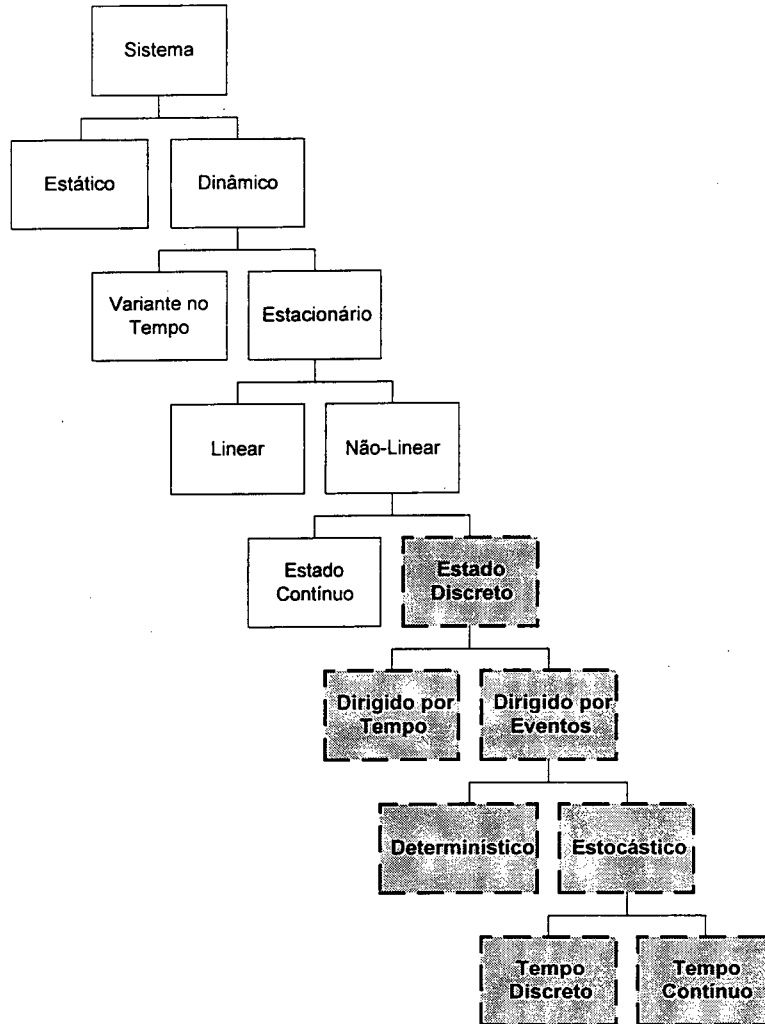 Sistema
Estático
Dinâmico
Variante no
Tempo
Estacionário
Linear
Não-Linear
Estado
Contínuo
Estado
Discreto
Dirigido por
Tempo
Dirigido por
Eventos
Determinístico
Estocástico
Tempo
Discreto
Tempo
Contínuo